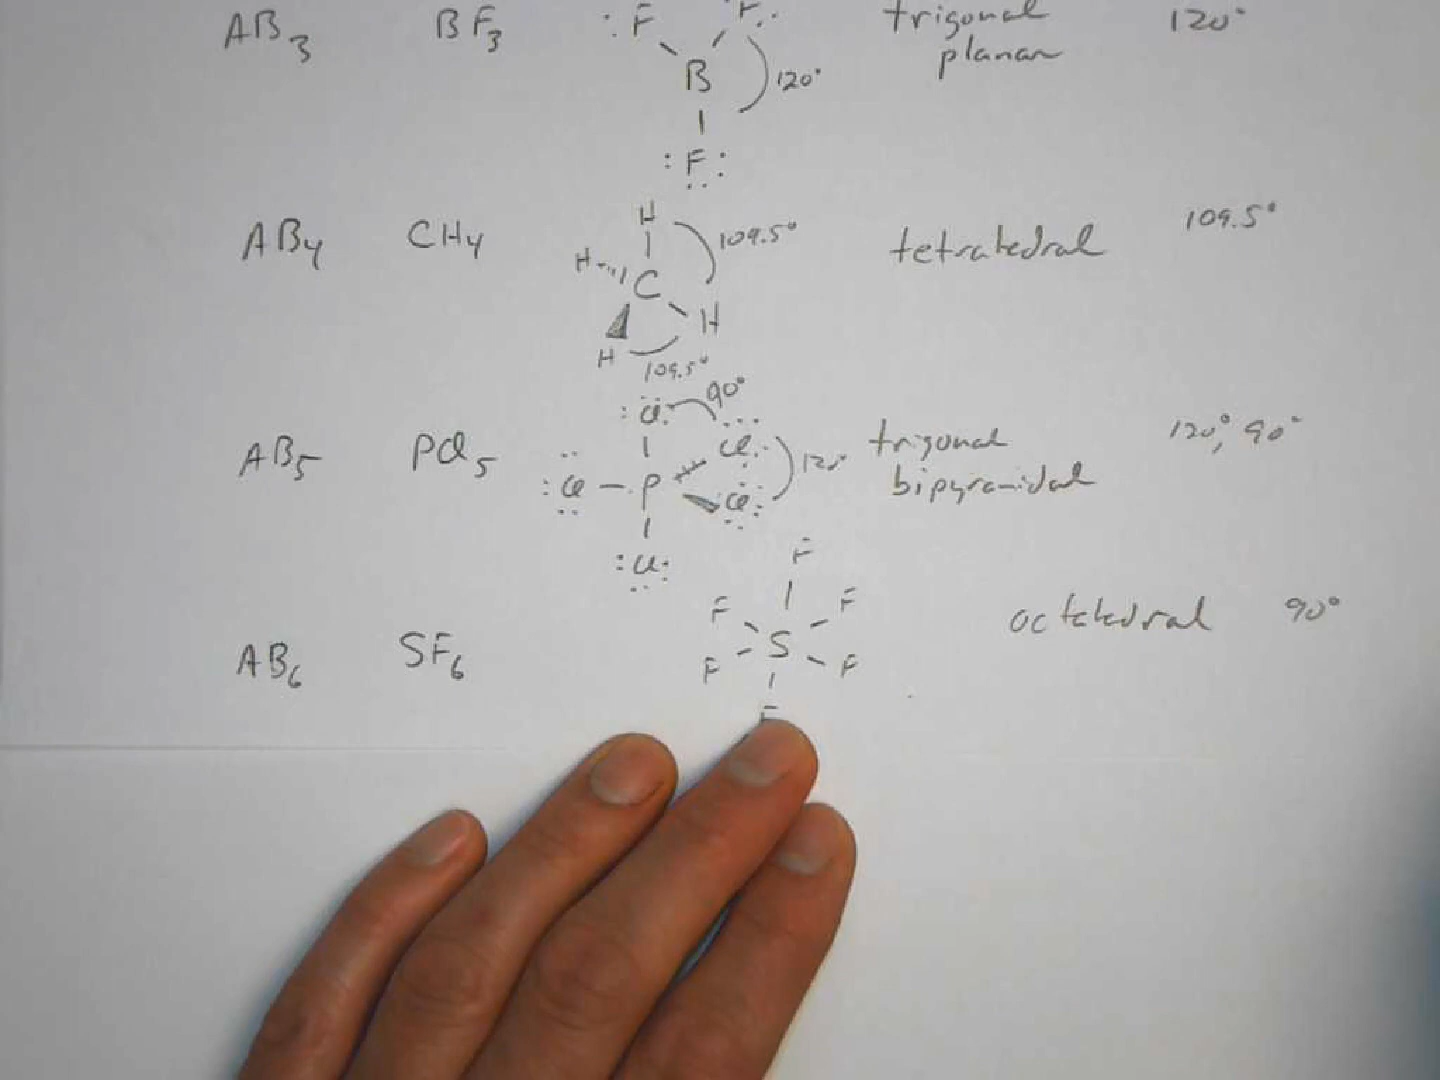 AB3 BF3 :F F: trigonal planar 120°
B 120°
:F:
AB4 CH4 H 109.5° tetrahedral 109.5°
H C H
H 109.5°
AB5 PCl5 :Cl: 90° Cl: trigonal bipyramidal 120°, 90°
:Cl P Cl: 120°
:Cl:
AB6 SF6 F octahedral 90°
F F
S
F F
F